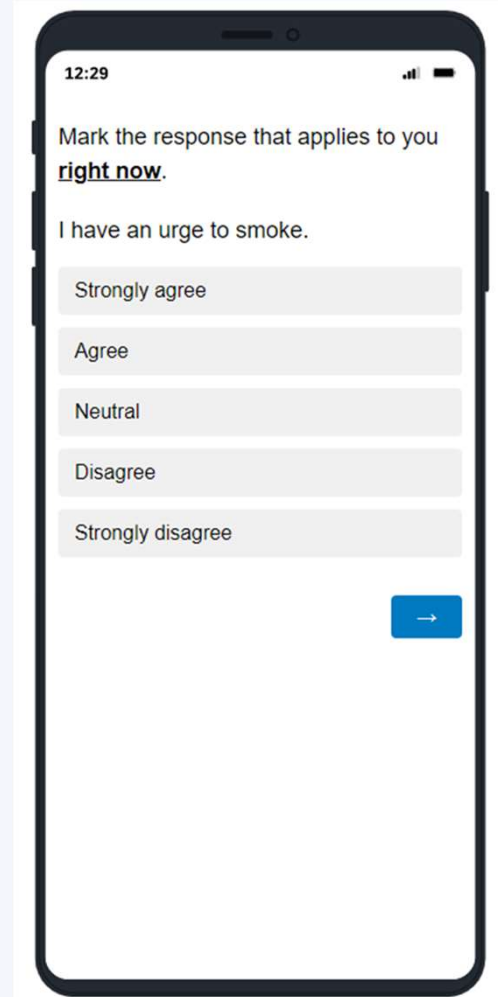 12:29
Mark the response that applies to you
right now.
I have an urge to smoke.
Strongly agree
Agree
Neutral
Disagree
Strongly disagree
→